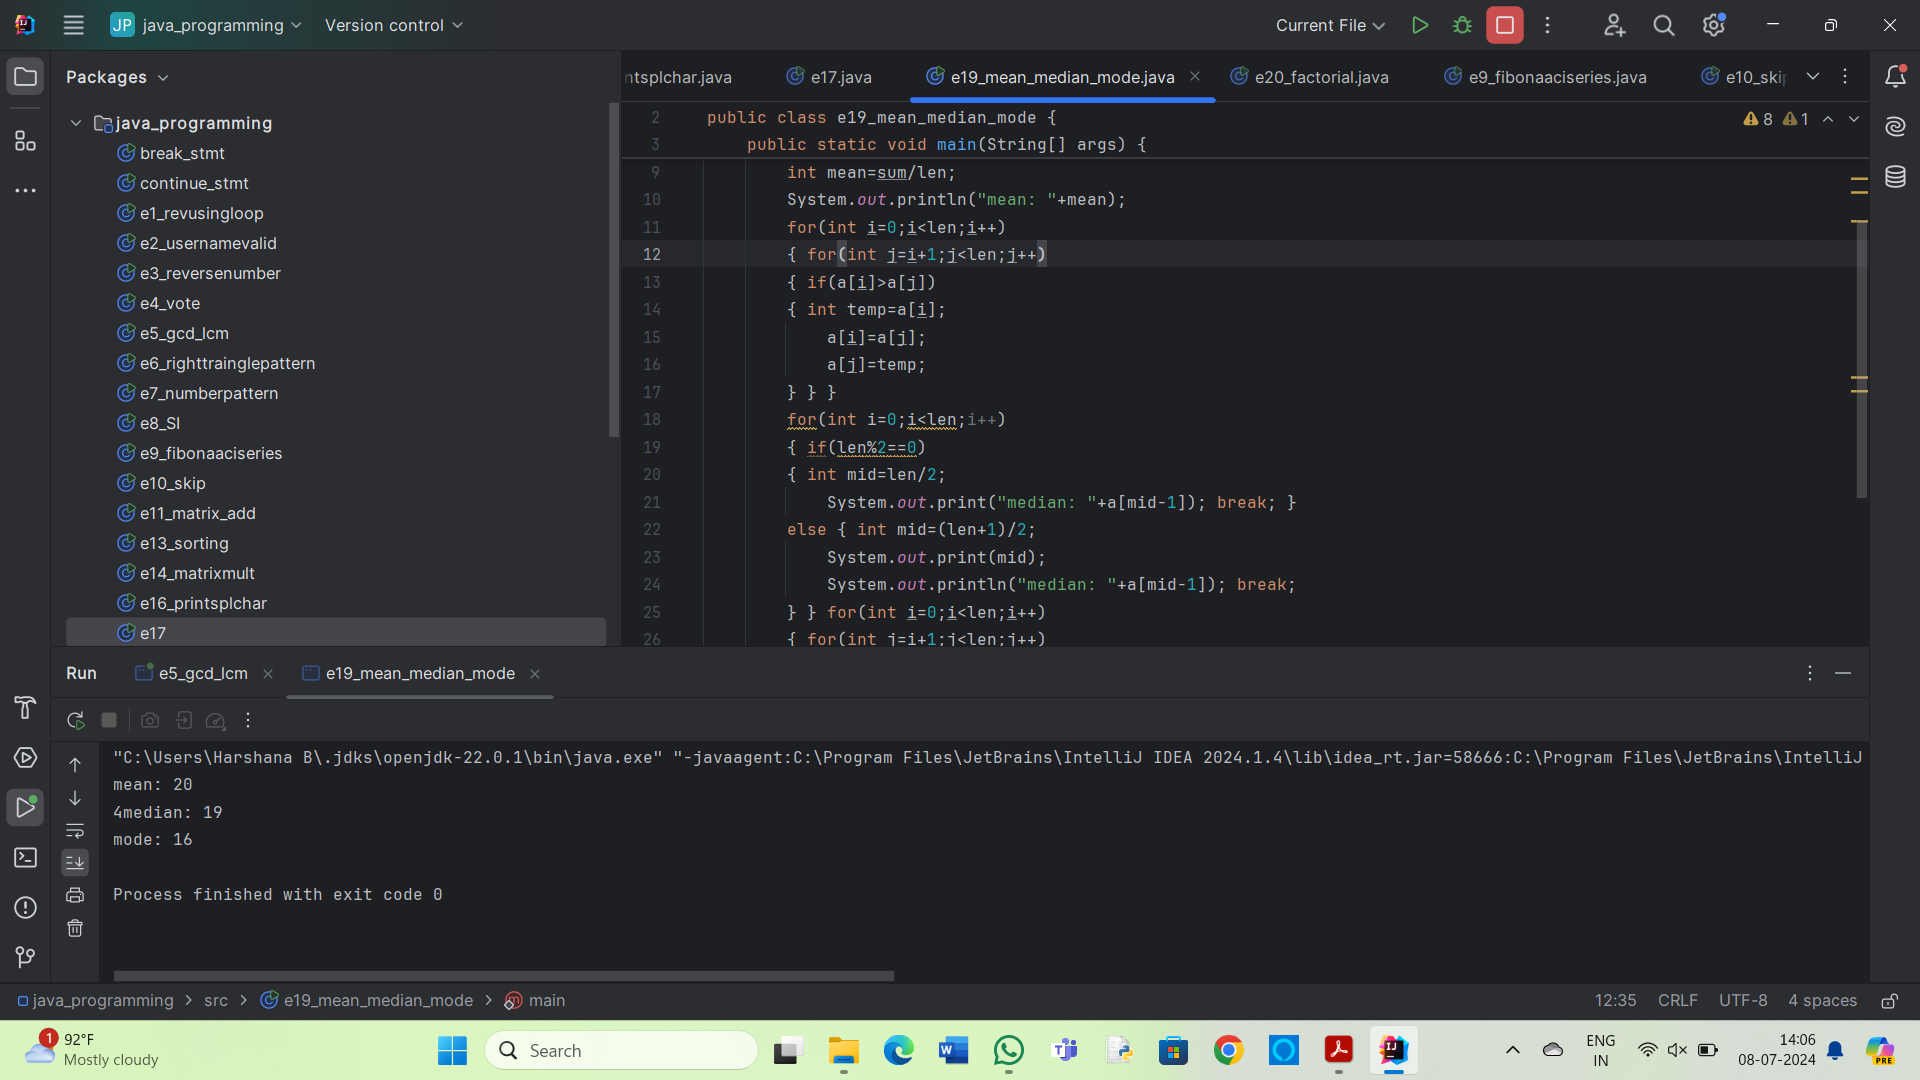 JP java_programming Version control Current File
Packages
ntsplchar.java e17.java e19_mean_median_mode.java e20_factorial.java e9_fibonaaciseries.java e10_skip
java_programming
break_stmt
continue_stmt
e1_revusingloop
e2_usernamevalid
e3_reversenumber
e4_vote
e5_gcd_lcm
e6_righttrainglepattern
e7_numberpattern
e8_SI
e9_fibonaaciseries
e10_skip
e11_matrix_add
e13_sorting
e14_matrixmult
e16_printsplchar
e17
2 public class e19_mean_median_mode {
8 1
3 public static void main(String[] args) {
9 int mean=sum/len;
10 System.out.println("mean: "+mean);
11 for(int i=0;i<len;i++)
12 { for(int j=i+1;j<len;j++)
13 { if(a[i]>a[j])
14 { int temp=a[i];
15 a[i]=a[j];
16 a[j]=temp;
17 } } }
18 for(int i=0;i<len;i++)
19 { if(len%2==0)
20 { int mid=len/2;
21 System.out.print("median: "+a[mid-1]); break; }
22 else { int mid=(len+1)/2;
23 System.out.print(mid);
24 System.out.println("median: "+a[mid-1]); break;
25 } } for(int i=0;i<len;i++)
26 { for(int j=i+1;j<len;j++)
Run e5_gcd_lcm e19_mean_median_mode
"C:\Users\Harshana B\.jdks\openjdk-22.0.1\bin\java.exe" "-javaagent:C:\Program Files\JetBrains\IntelliJ IDEA 2024.1.4\lib\idea_rt.jar=58666:C:\Program Files\JetBrains\IntelliJ
mean: 20
4median: 19
mode: 16
Process finished with exit code 0
java_programming > src > e19_mean_median_mode > main
12:35 CRLF UTF-8 4 spaces
1
92°F
Mostly cloudy
Search
ENG
IN
14:06
08-07-2024
PRE